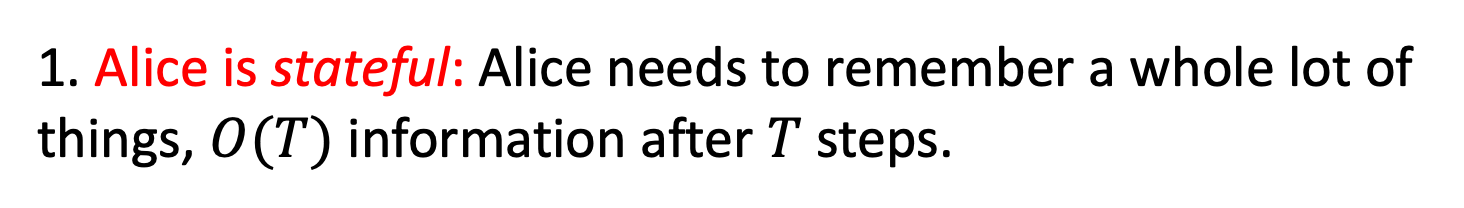 1. Alice is stateful: Alice needs to remember a whole lot of
things, O(T) information after T steps.